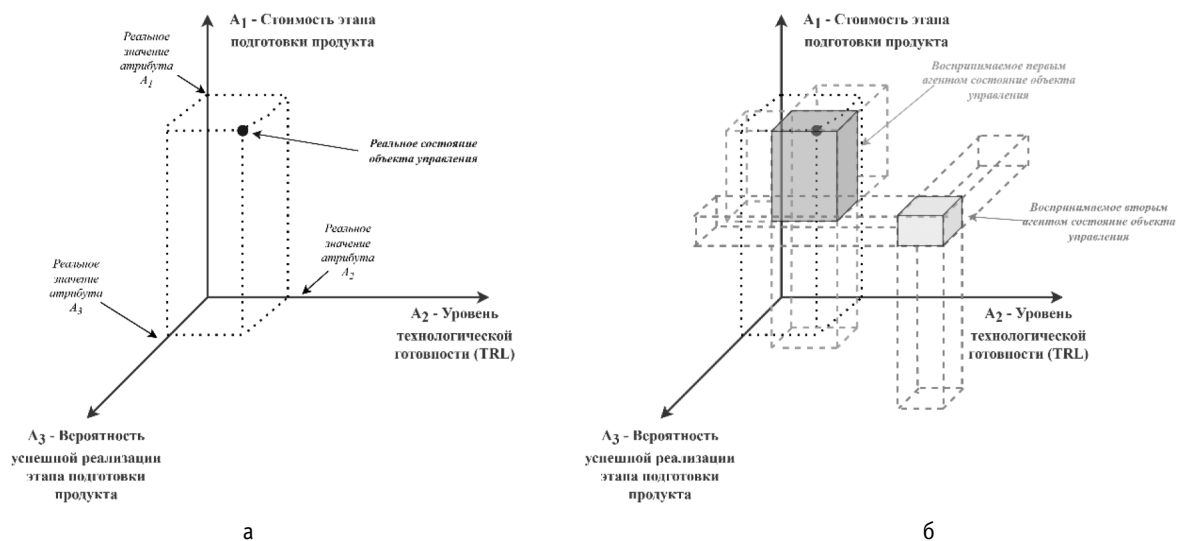 A1 - Стоимость этапа
подготовки продукта
Реальное
значение
атрибута
A1
Реальное состояние
объекта управления
Реальное
значение
атрибута
A2
Реальное
значение
атрибута
A3
A2 - Уровень
технологической
готовности (TRL)
A3 - Вероятность
успешной реализации
этапа подготовки
продукта
а
A1 - Стоимость этапа
подготовки продукта
Воспринимаемое первым
агентом состояние объекта
управления
Воспринимаемое вторым
агентом состояние объекта
управления
A2 - Уровень
технологической
готовности (TRL)
A3 - Вероятность
успешной реализации
этапа подготовки
продукта
б